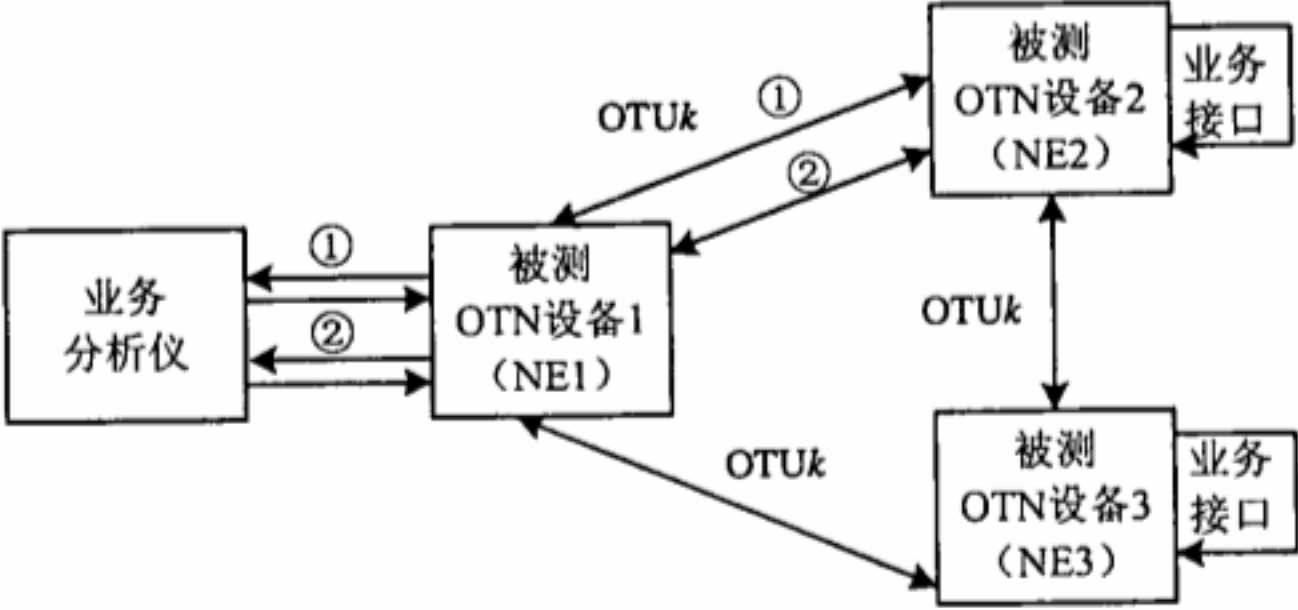 被测
OTN设备2
（NE2）
业务
接口
OTUk
①
②
业务
分析仪
①
②
被测
OTN设备1
（NE1）
OTUk
OTUk
被测
OTN设备3
（NE3）
业务
接口